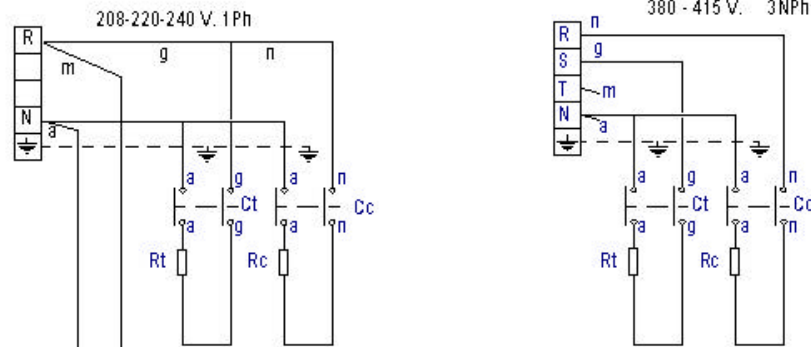 208-220-240 V. 1Ph
R
g
n
m
N
a
a g a n
Ct
Cc
a g a n
Rt
Rc
380 - 415 V. 3NPh
n
R
g
S
T
m
N
a
a g a n
Ct
Cc
a g a n
Rt
Rc